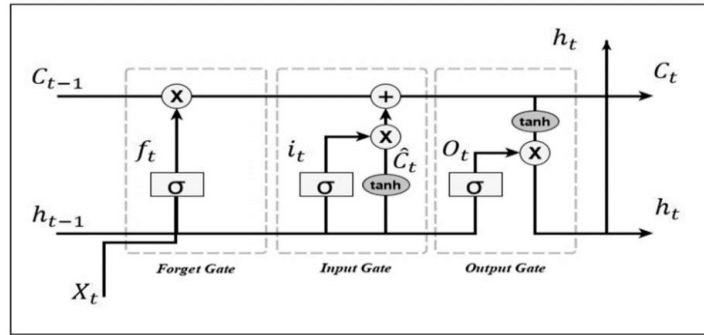 h_t
C_{t-1}
C_t
X
+
tanh
f_t
i_t
X
Ĉ_t
O_t
X
σ
σ
tanh
σ
h_{t-1}
h_t
Forget Gate
Input Gate
Output Gate
X_t